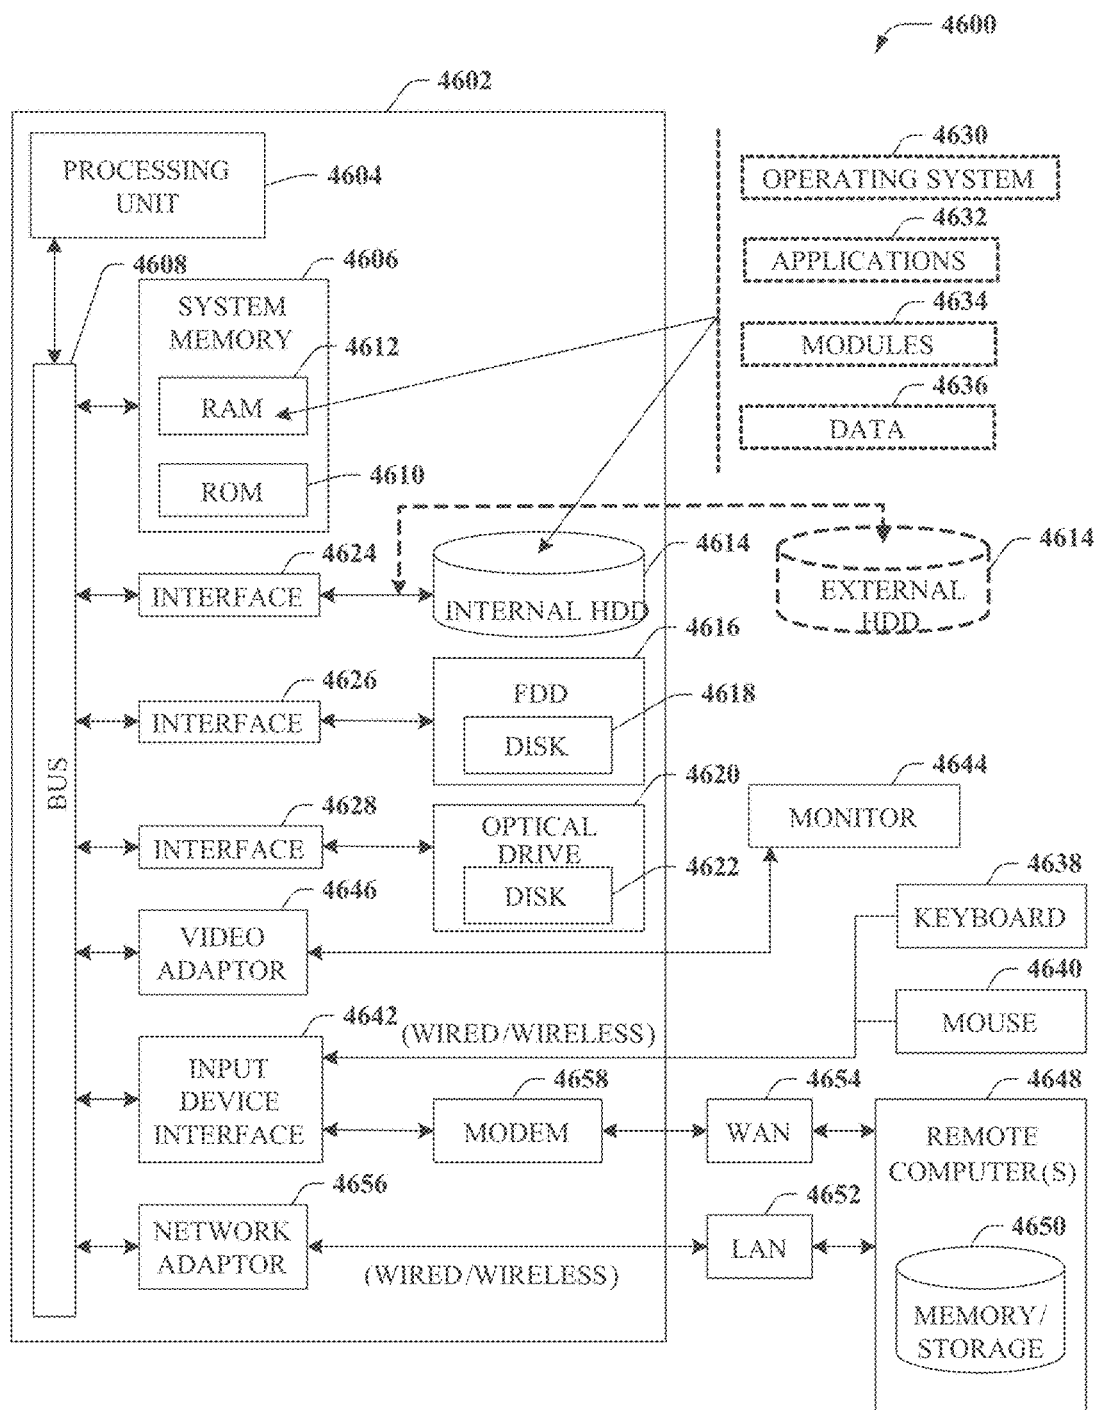 4600
4602
PROCESSING
UNIT
4604
4630
OPERATING SYSTEM
4632
APPLICATIONS
4634
MODULES
4636
DATA
4608
4606
SYSTEM
MEMORY
4612
RAM
4610
ROM
4624
INTERFACE
4614
INTERNAL HDD
4614
EXTERNAL
HDD
4616
FDD
4626
INTERFACE
4618
DISK
BUS
4620
OPTICAL
DRIVE
4628
INTERFACE
4622
DISK
4644
MONITOR
4646
VIDEO
ADAPTOR
4638
KEYBOARD
4640
MOUSE
4642
(WIRED/WIRELESS)
INPUT
DEVICE
INTERFACE
4658
MODEM
4654
WAN
4648
REMOTE
COMPUTER(S)
4656
NETWORK
ADAPTOR
(WIRED/WIRELESS)
4652
LAN
4650
MEMORY/
STORAGE